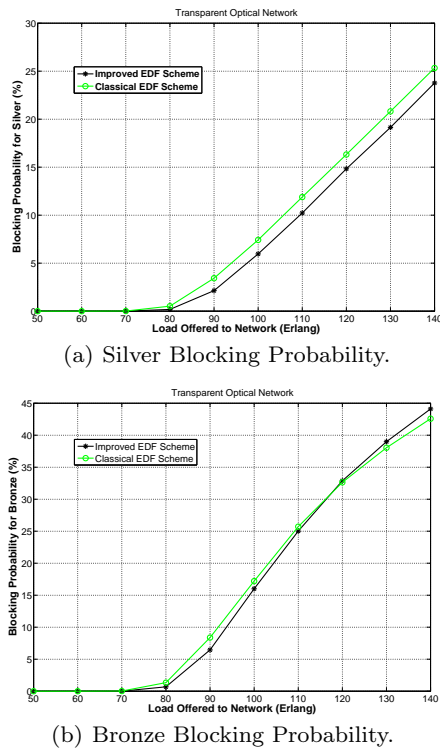 Transparent Optical Network
30
25
20
15
10
5
0
Blocking Probability for Silver (%)
Improved EDF Scheme
Classical EDF Scheme
50 60 70 80 90 100 110 120 130 140
Load Offered to Network (Erlang)
(a) Silver Blocking Probability.
Transparent Optical Network
45
40
35
30
25
20
15
10
5
0
Blocking Probability for Bronze (%)
Improved EDF Scheme
Classical EDF Scheme
50 60 70 80 90 100 110 120 130 140
Load Offered to Network (Erlang)
(b) Bronze Blocking Probability.